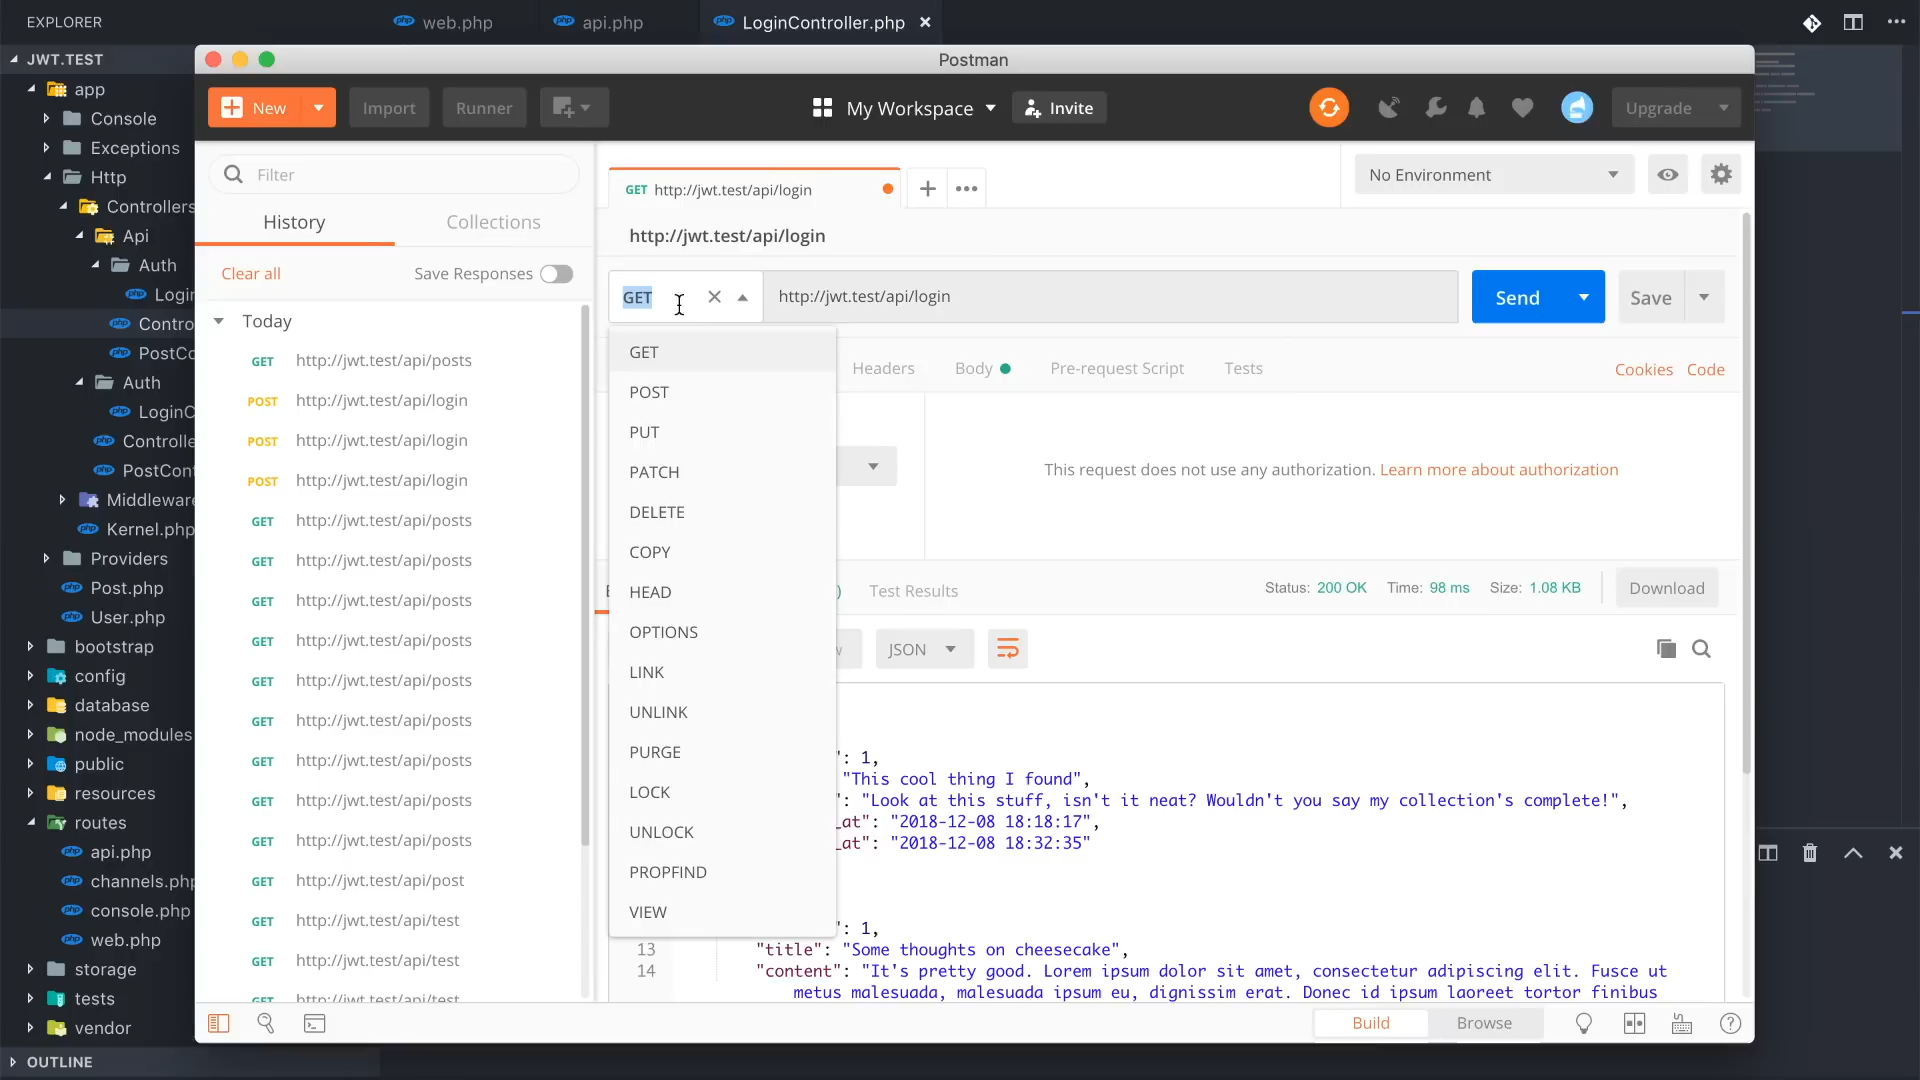 EXPLORER
web.php
api.php
LoginController.php
JWT.TEST
app
Console
Exceptions
Http
Controllers
Api
Auth
Login
Contro
PostCo
Auth
LoginC
Controlle
PostCont
Middleware
Kernel.php
Providers
Post.php
User.php
bootstrap
config
database
node_modules
public
resources
routes
api.php
channels.php
console.php
web.php
storage
tests
vendor
OUTLINE
Postman
New
Import
Runner
My Workspace
Invite
Upgrade
Filter
History
Collections
Clear all
Save Responses
Today
GET http://jwt.test/api/posts
POST http://jwt.test/api/login
POST http://jwt.test/api/login
POST http://jwt.test/api/login
GET http://jwt.test/api/posts
GET http://jwt.test/api/posts
GET http://jwt.test/api/posts
GET http://jwt.test/api/posts
GET http://jwt.test/api/posts
GET http://jwt.test/api/posts
GET http://jwt.test/api/posts
GET http://jwt.test/api/posts
GET http://jwt.test/api/posts
GET http://jwt.test/api/post
GET http://jwt.test/api/test
GET http://jwt.test/api/test
GET http://jwt.test/api/test
GET http://jwt.test/api/login
No Environment
http://jwt.test/api/login
GET
http://jwt.test/api/login
Send
Save
GET
POST
PUT
PATCH
DELETE
COPY
HEAD
OPTIONS
LINK
UNLINK
PURGE
LOCK
UNLOCK
PROPFIND
VIEW
Headers
Body
Pre-request Script
Tests
Cookies
Code
This request does not use any authorization. Learn more about authorization
Test Results
Status: 200 OK
Time: 98 ms
Size: 1.08 KB
Download
JSON
": 1,
"This cool thing I found",
": "Look at this stuff, isn't it neat? Wouldn't you say my collection's complete!",
_at": "2018-12-08 18:18:17",
_at": "2018-12-08 18:32:35"
": 1,
13 "title": "Some thoughts on cheesecake",
14 "content": "It's pretty good. Lorem ipsum dolor sit amet, consectetur adipiscing elit. Fusce ut
metus malesuada, malesuada ipsum eu, dignissim erat. Donec id ipsum laoreet tortor finibus
Build
Browse